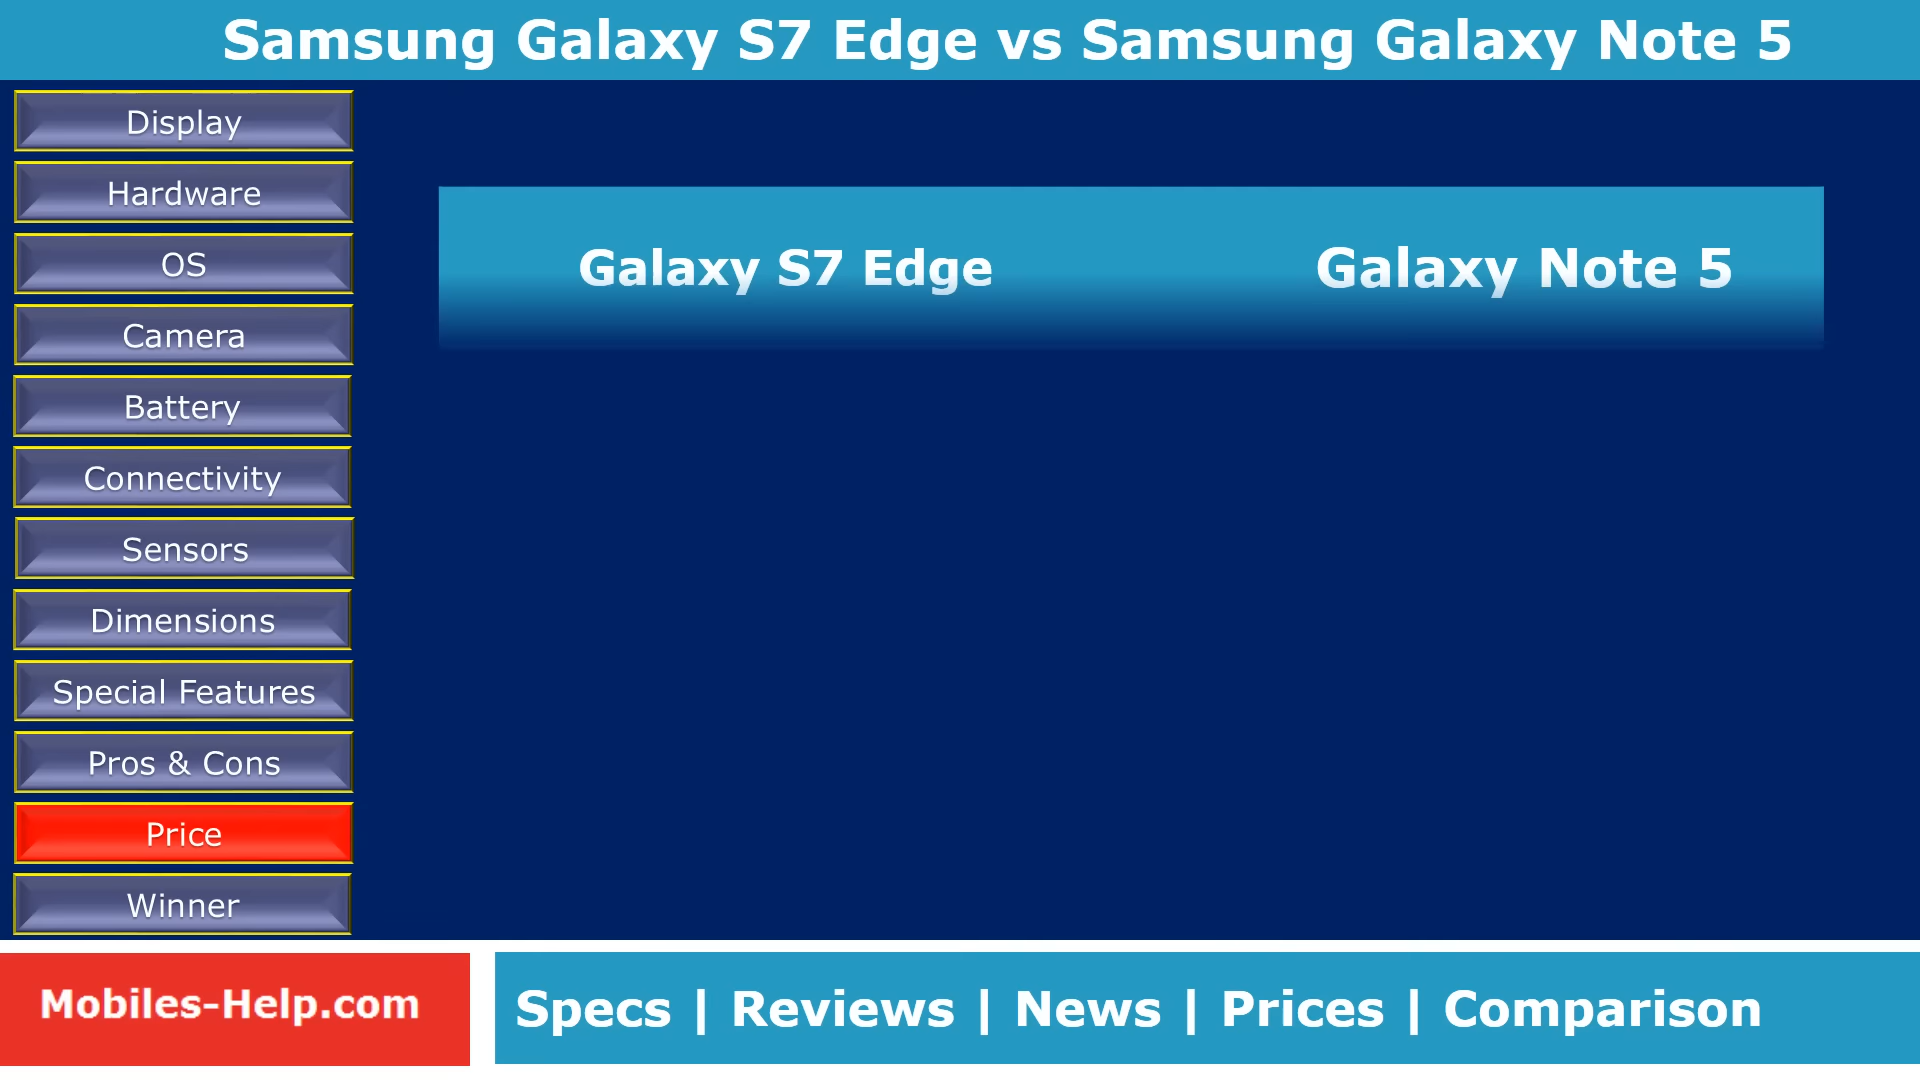 Samsung Galaxy S7 Edge vs Samsung Galaxy Note 5
Display
Hardware
OS
Camera
Battery
Connectivity
Sensors
Dimensions
Special Features
Pros & Cons
Price
Winner
Galaxy S7 Edge
Galaxy Note 5
Mobiles-Help.com
Specs | Reviews | News | Prices | Comparison